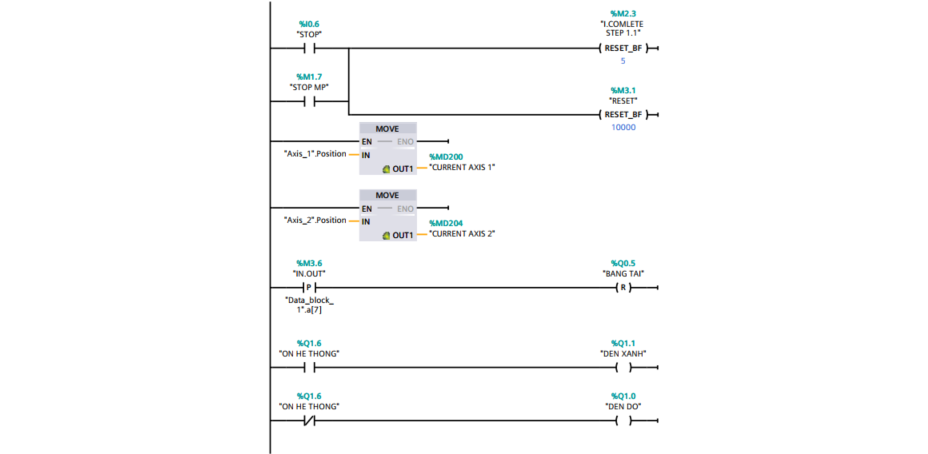 %M2.3
%I0.6
"I.COMLETE
"STOP"
STEP 1.1"
RESET_BF
5
%M1.7
"STOP MP"
%M3.1
"RESET"
RESET_BF
10000
MOVE
EN ENO
"Axis_1".Position IN
%MD200
OUT1 "CURRENT AXIS 1"
MOVE
EN ENO
"Axis_2".Position IN
%MD204
OUT1 "CURRENT AXIS 2"
%M3.6 %Q0.5
"IN.OUT" "BANG TAI"
P R
"Data_block_
1".a[7]
%Q1.6 %Q1.1
"ON HE THONG" "DEN XANH"
%Q1.6 %Q1.0
"ON HE THONG" "DEN DO"